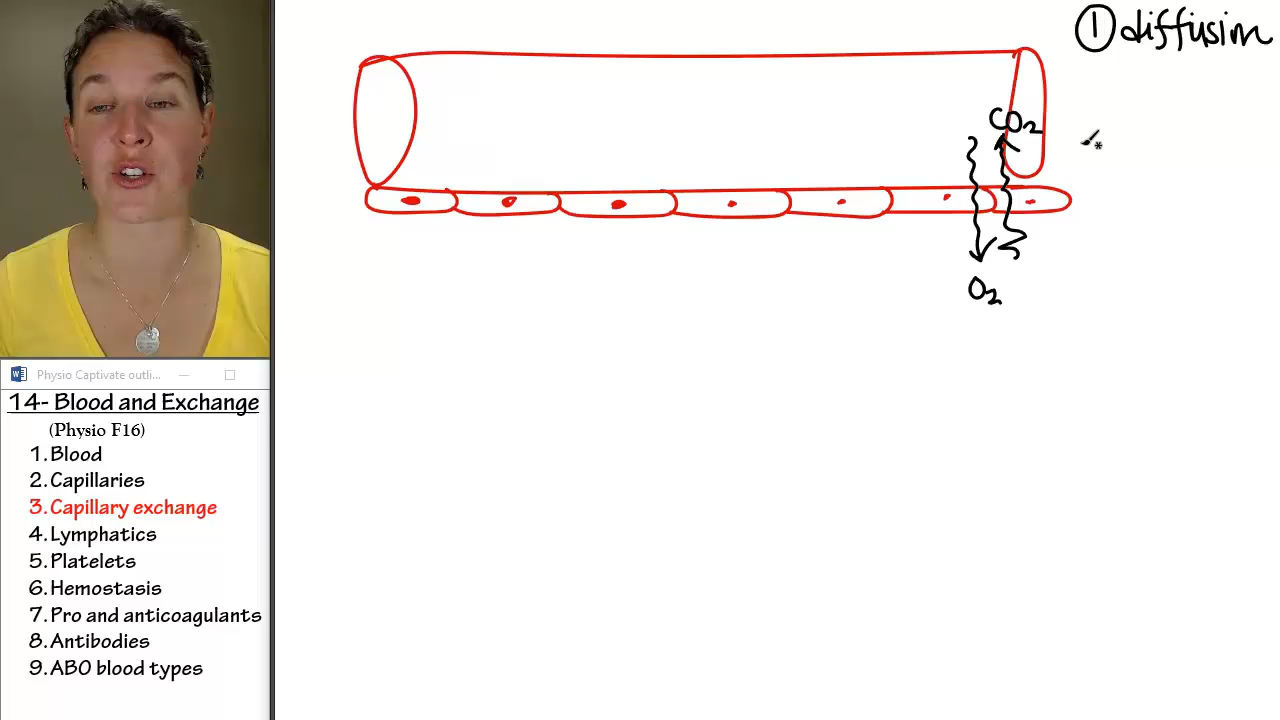 ① diffusion
CO₂
O₂
Physio Captivate outli...
14- Blood and Exchange
(Physio F16)
1. Blood
2. Capillaries
3. Capillary exchange
4. Lymphatics
5. Platelets
6. Hemostasis
7. Pro and anticoagulants
8. Antibodies
9. ABO blood types